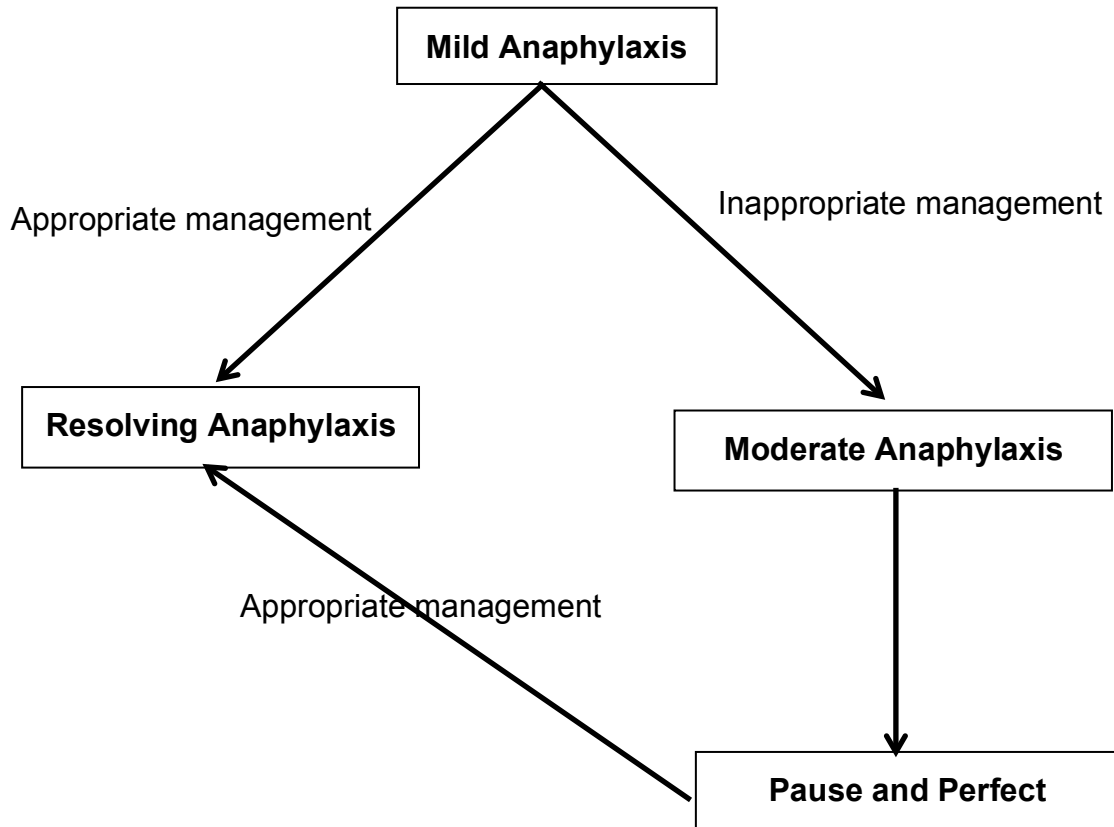 Mild Anaphylaxis
Appropriate management
Inappropriate management
Resolving Anaphylaxis
Moderate Anaphylaxis
Appropriate management
Pause and Perfect